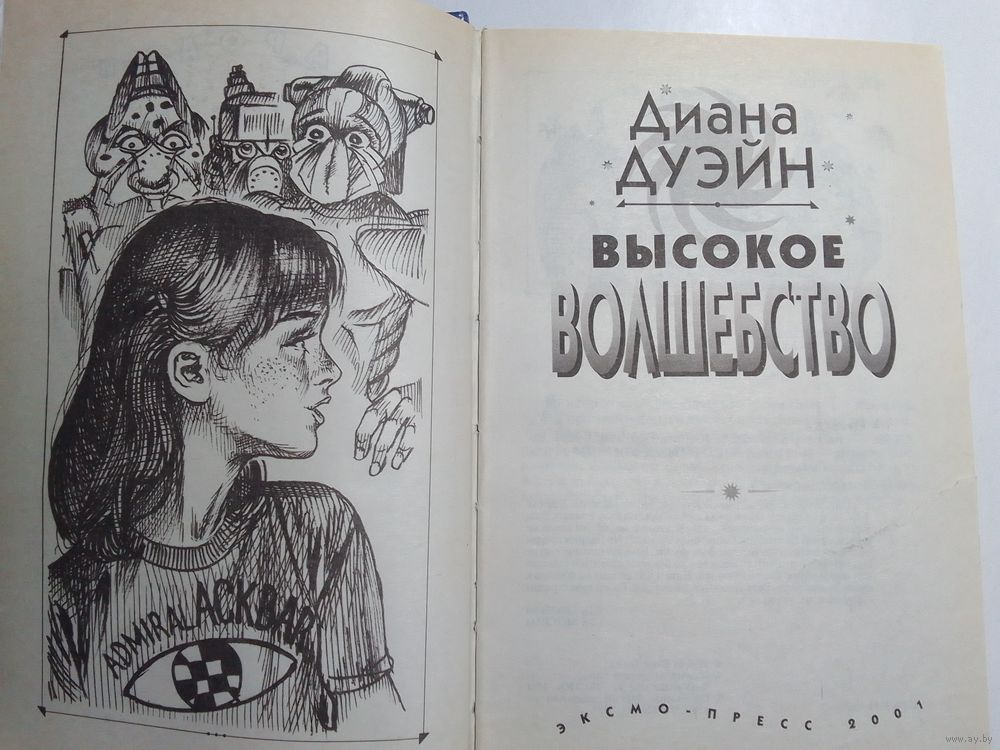 ADMIRAL ACKBAR
Диана
ДУЭЙН
ВЫСОКОЕ
ВОЛШЕБСТВО
ЭКСМО-ПРЕСС 2001
www.ay.by